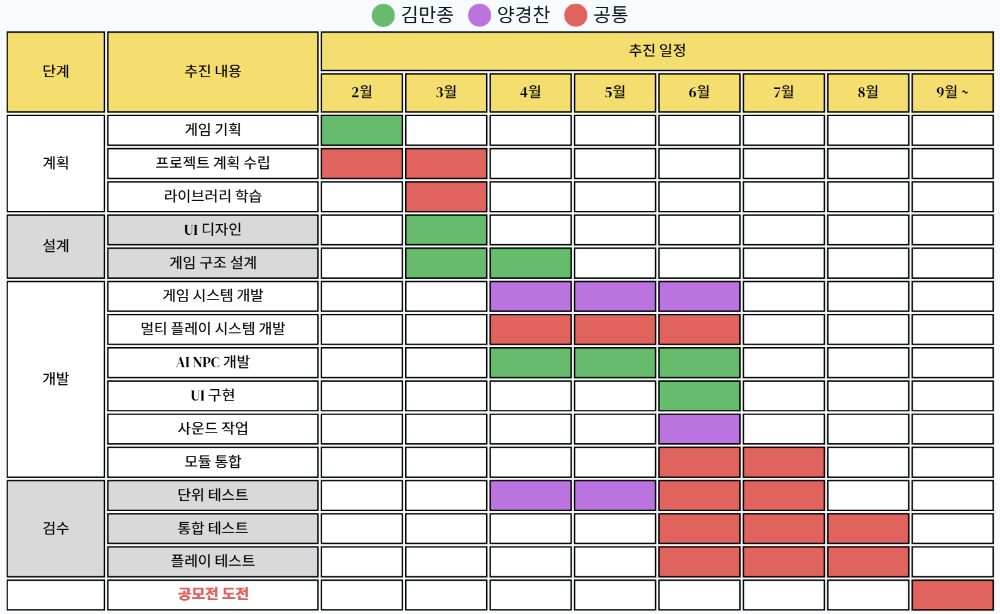 김만종 양경찬 공통
단계 추진 내용 추진 일정
2월 3월 4월 5월 6월 7월 8월 9월 ~
계획
게임 기획
프로젝트 계획 수립
라이브러리 학습
설계
UI 디자인
게임 구조 설계
개발
게임 시스템 개발
멀티 플레이 시스템 개발
AI NPC 개발
UI 구현
사운드 작업
모듈 통합
검수
단위 테스트
통합 테스트
플레이 테스트
공모전 도전